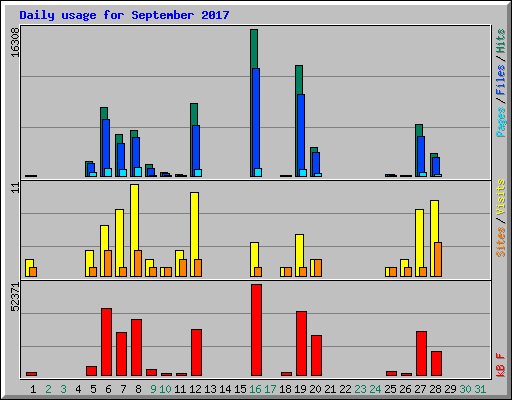 Daily usage for September 2017
16308
Pages / Files / Hits
11
Sites / Visits
52371
kB F
1 2 3 4 5 6 7 8 9 10 11 12 13 14 15 16 17 18 19 20 21 22 23 24 25 26 27 28 29 30 31